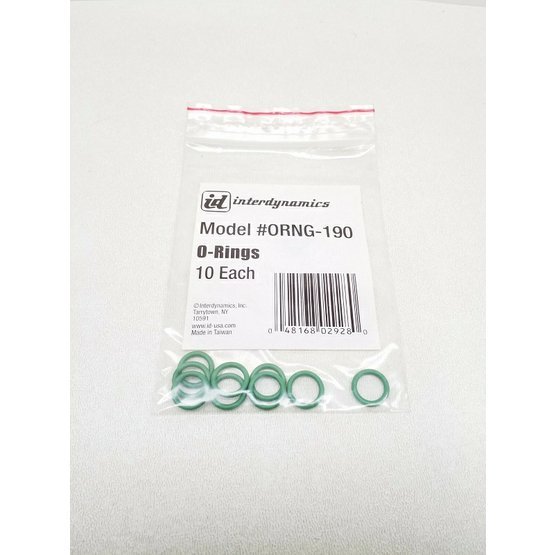 id interdynamics
Model #ORNG-190
O-Rings
10 Each
© Interdynamics, Inc.
Tarrytown, NY
10591
www.id-usa.com
Made in Taiwan
0 48168 02928 0